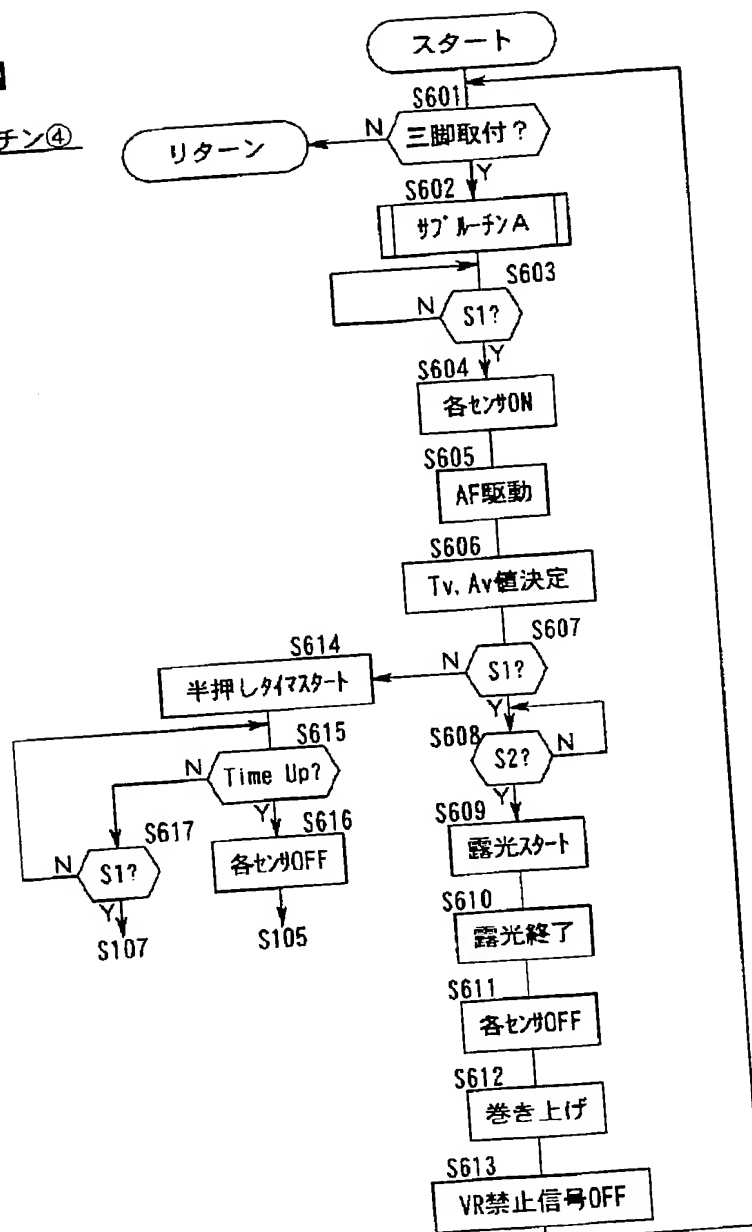 チン④
スタート
S601
三脚取付？
N
リターン
Y
S602
サブルーチンA
S603
N
S1?
Y
S604
各センサON
S605
AF駆動
S606
Tv, Av値決定
S607
N
S1?
Y
S614
半押しタイマスタート
S608
S2?
N
Y
S615
N
Time Up?
Y
S617
N
S1?
Y
S107
S616
各センサOFF
S105
S609
露光スタート
S610
露光終了
S611
各センサOFF
S612
巻き上げ
S613
VR禁止信号OFF